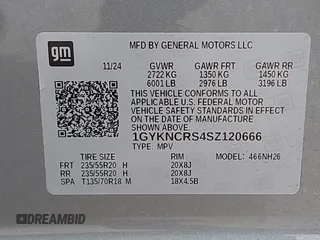 gm
MFD BY GENERAL MOTORS LLC
11/24 GVWR GAWR FRT GAWR RR
2722 KG 1350 KG 1450 KG
6001 LB 2976 LB 3196 LB
THIS VEHICLE CONFORMS TO ALL
APPLICABLE U.S. FEDERAL MOTOR
VEHICLE SAFETY STANDARDS IN EFFECT
ON THE DATE OF MANUFACTURE
SHOWN ABOVE.
1GYKNCRS4SZ120666
TYPE: MPV
TIRE SIZE RIM MODEL: 466NH26
FRT 235/55R20 H 20X8J
RR 235/55R20 H 20X8J
SPA T135/70R18 M 18X4.5B
DREAMBID